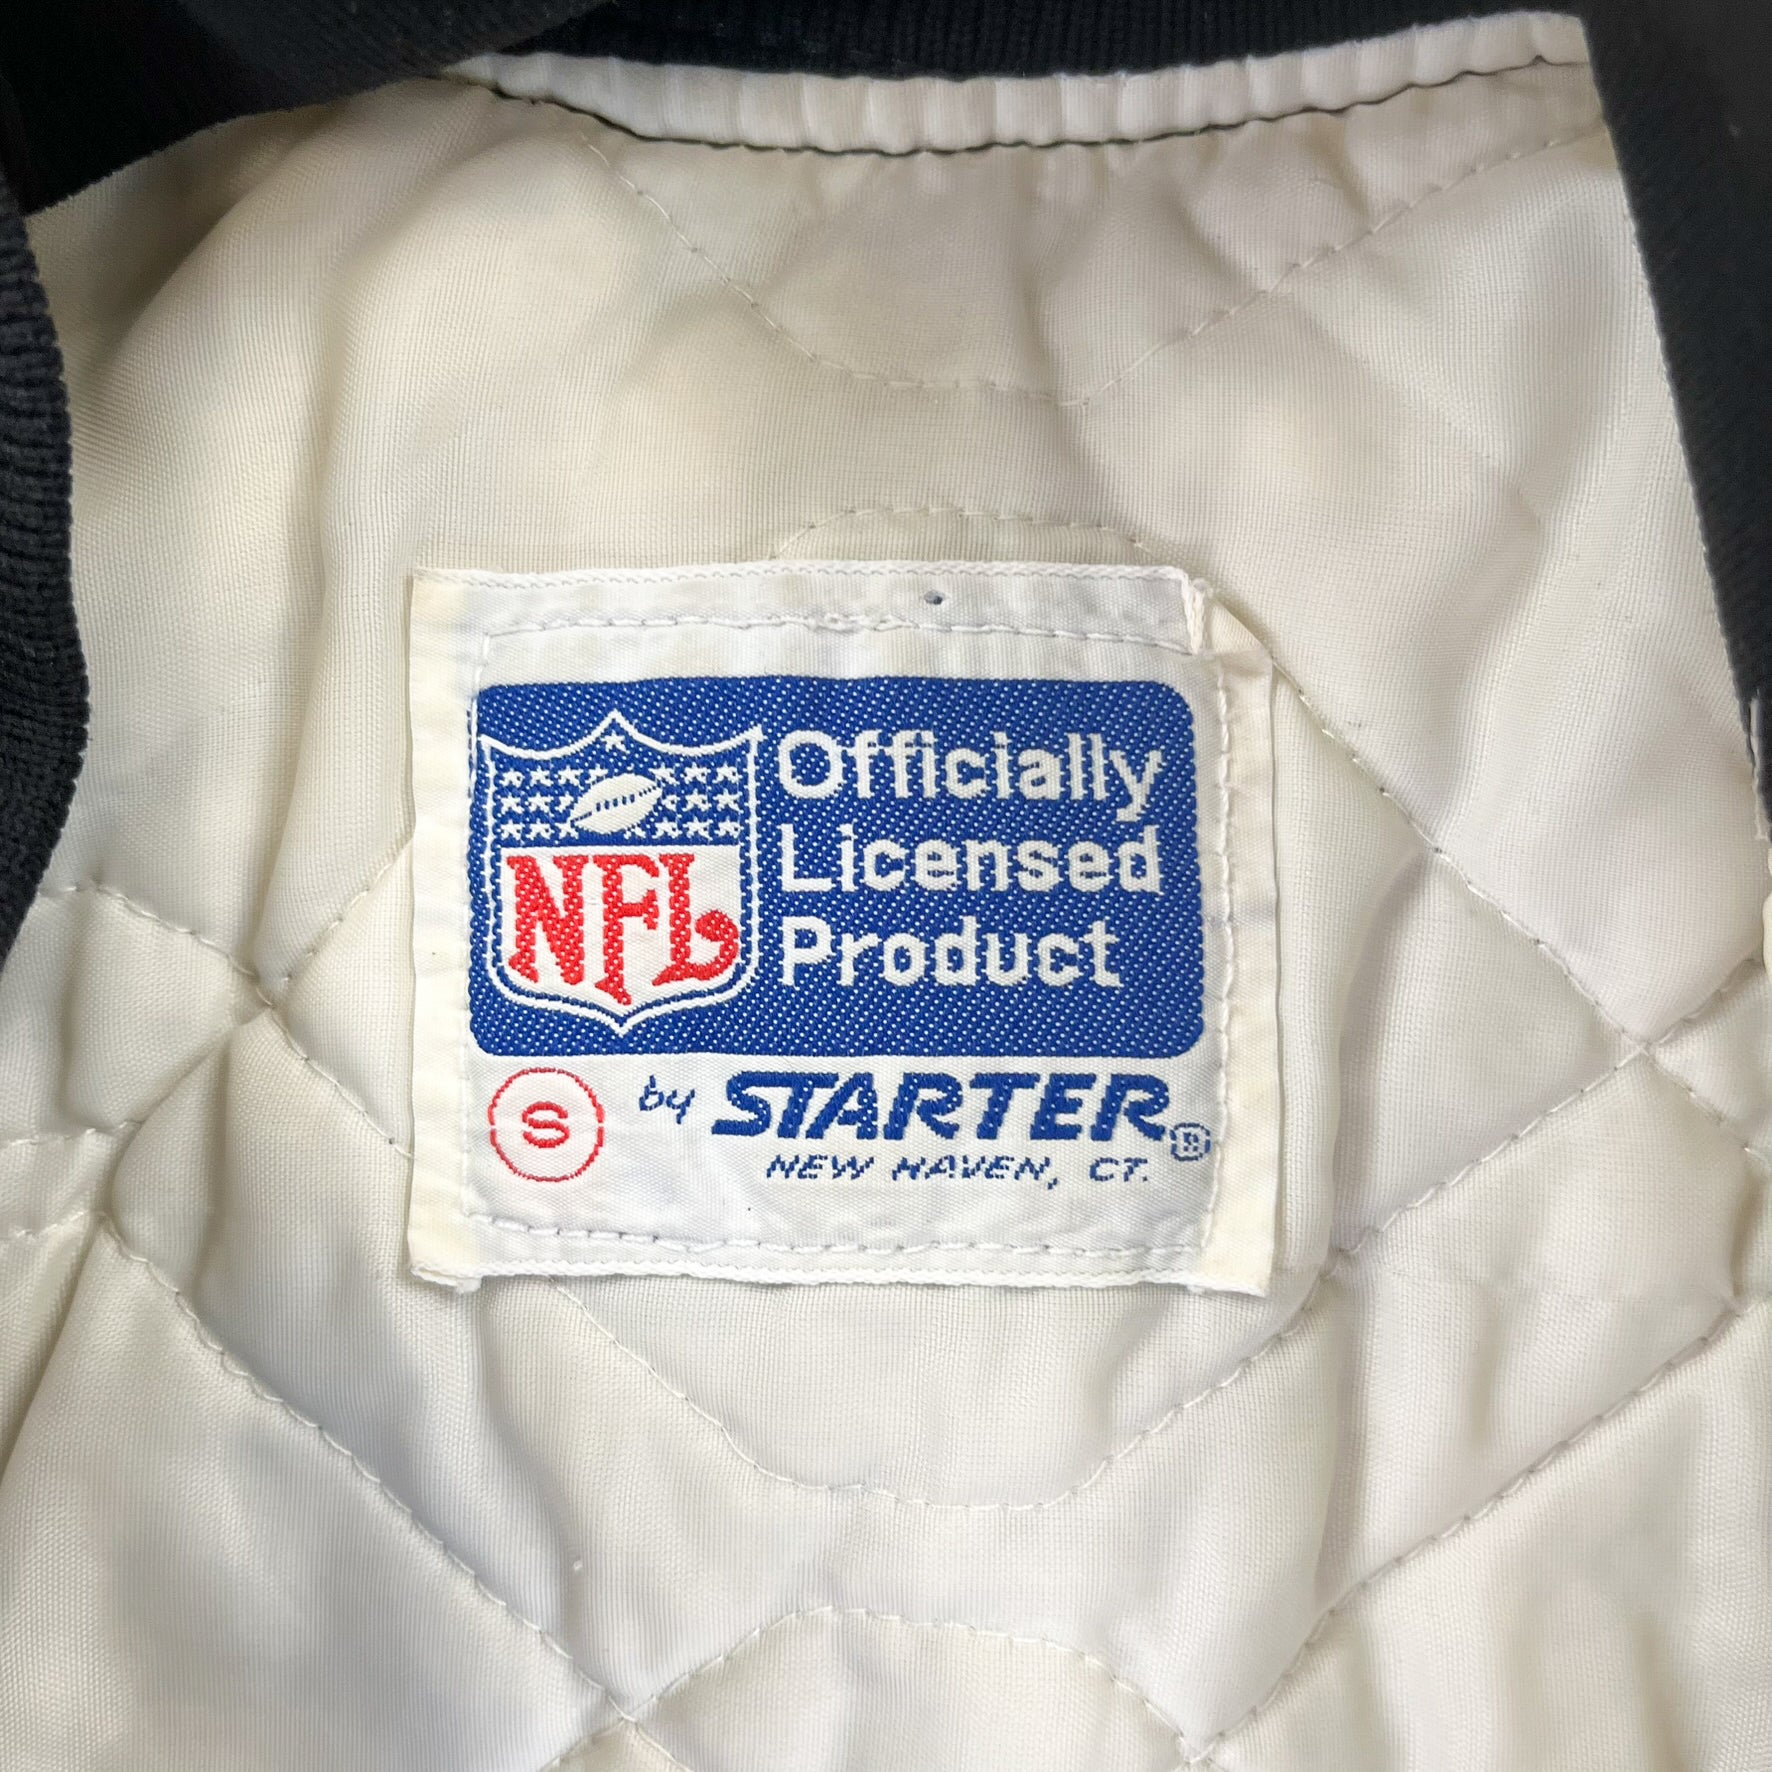 NFL
Officially
Licensed
Product
S
by STARTER®
NEW HAVEN, CT.